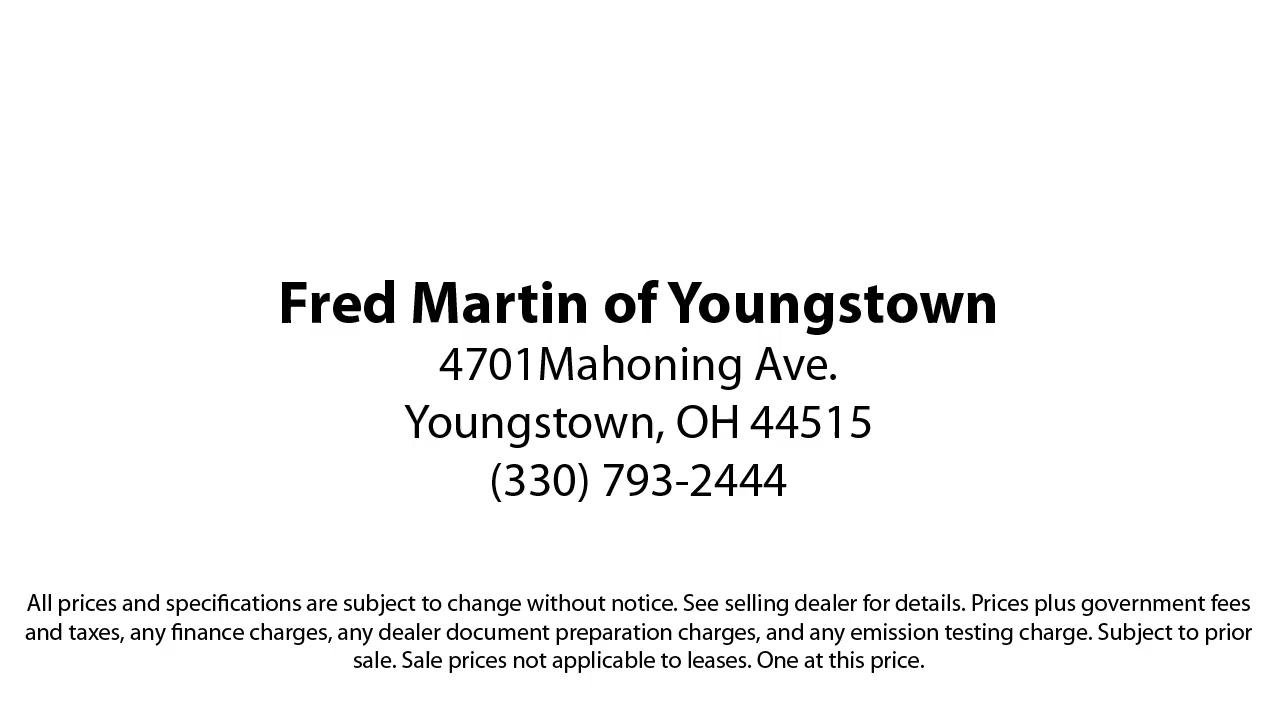 Fred Martin of Youngstown
4701Mahoning Ave.
Youngstown, OH 44515
(330) 793-2444
All prices and specifications are subject to change without notice. See selling dealer for details. Prices plus government fees
and taxes, any finance charges, any dealer document preparation charges, and any emission testing charge. Subject to prior
sale. Sale prices not applicable to leases. One at this price.